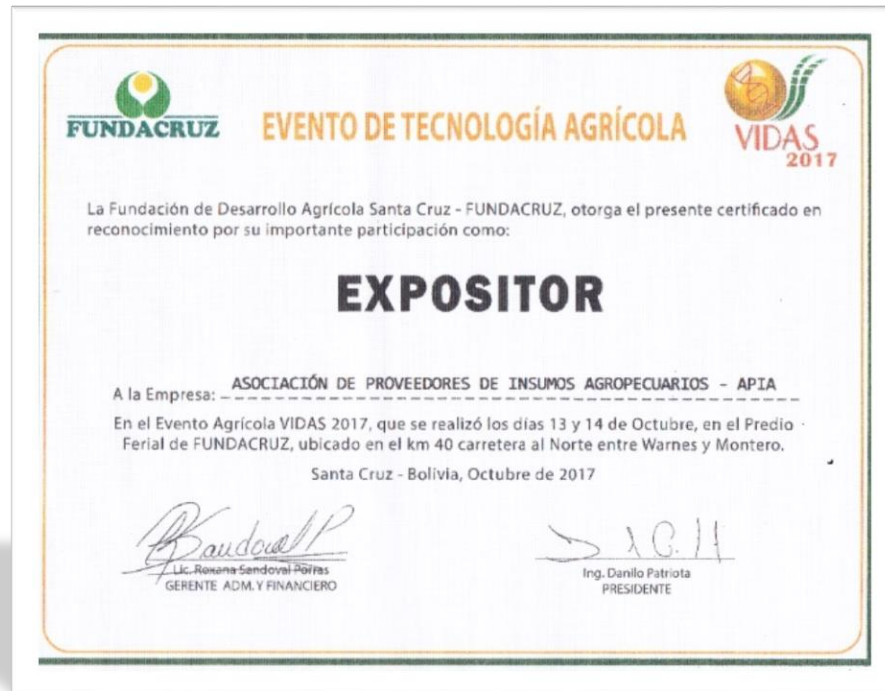 FUNDACRUZ
EVENTO DE TECNOLOGÍA AGRÍCOLA
VIDAS
2017
La Fundación de Desarrollo Agrícola Santa Cruz - FUNDACRUZ, otorga el presente certificado en
reconocimiento por su importante participación como:
EXPOSITOR
A la Empresa: ASOCIACIÓN DE PROVEEDORES DE INSUMOS AGROPECUARIOS - APIA
En el Evento Agrícola VIDAS 2017, que se realizó los días 13 y 14 de Octubre, en el Predio
Ferial de FUNDACRUZ, ubicado en el km 40 carretera al Norte entre Warnes y Montero.
Santa Cruz - Bolivia, Octubre de 2017
Sandoval P
Lic. Roxana Sandoval Porras
GERENTE ADM. Y FINANCIERO
Ing. Danilo Patriota
PRESIDENTE